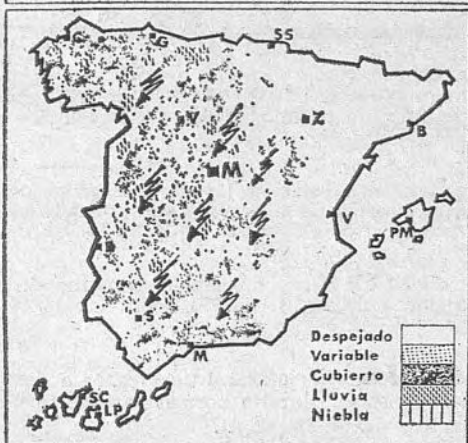 C G SS
V Z
M B
V
PM
B
S
M
SC LP
Despejado
Variable
Cubierto
Lluvia
Niebla